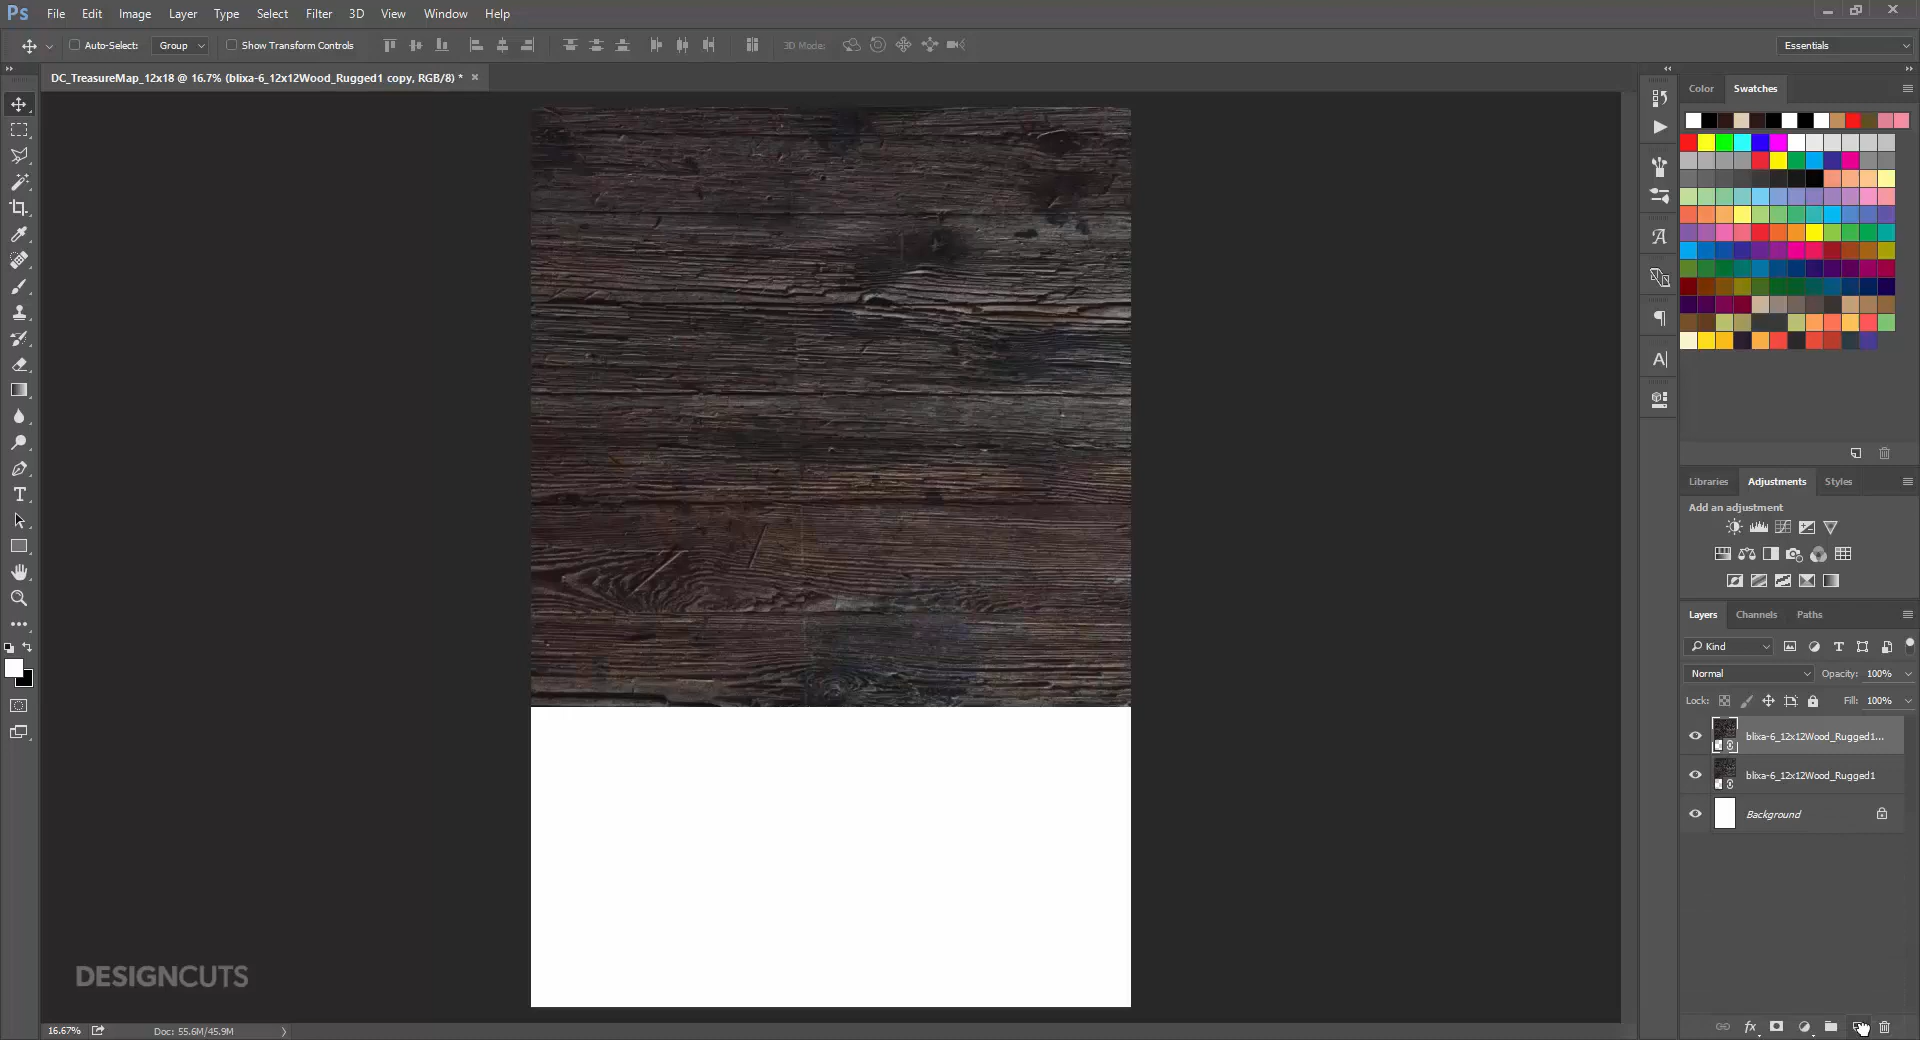 Ps File Edit Image Layer Type Select Filter 3D View Window Help
Auto-Select: Group Show Transform Controls 3D Mode: Essentials
DC_TreasureMap_12x18 @ 16.7% (blixa-6_12x12Wood_Rugged1 copy, RGB/8) * ×
Color Swatches
Libraries Adjustments Styles
Add an adjustment
Layers Channels Paths
Kind
Normal Opacity: 100%
Lock: Fill: 100%
blixa-6_12x12Wood_Rugged1...
blixa-6_12x12Wood_Rugged1
Background
DESIGNCUTS
16.67% Doc: 55.6M/45.9M
fx